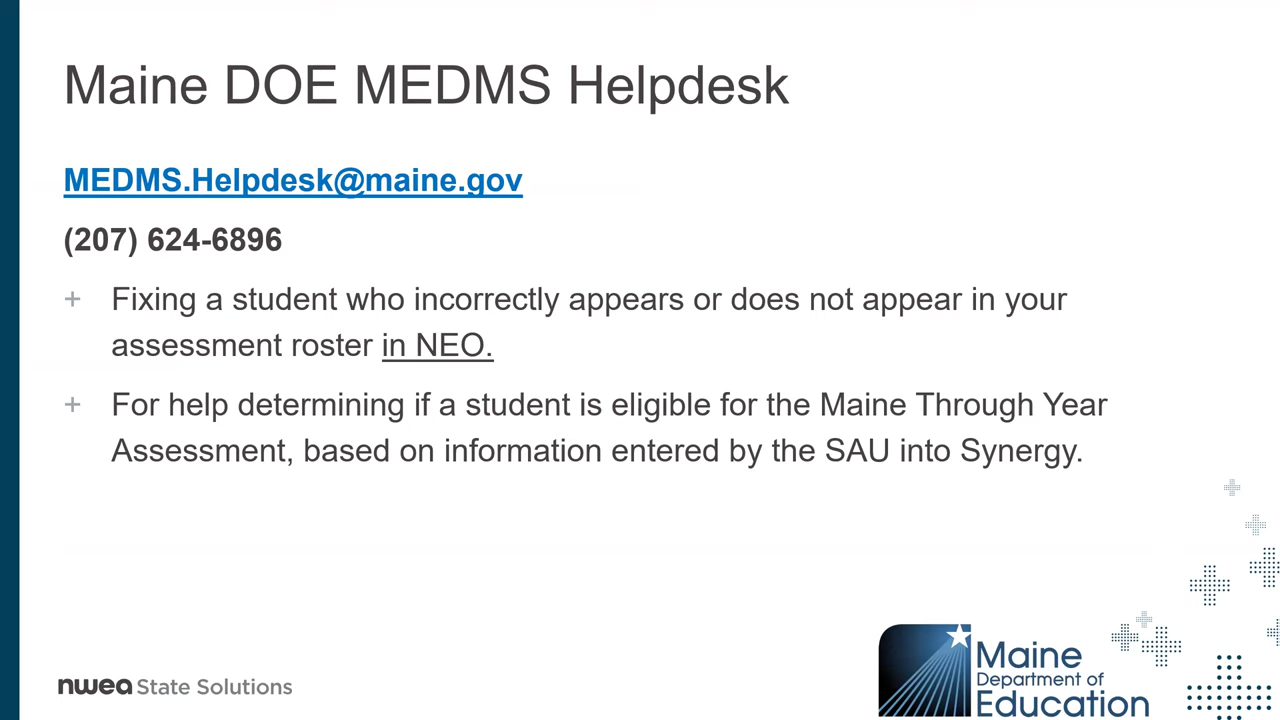 Maine DOE MEDMS Helpdesk
MEDMS.Helpdesk@maine.gov
(207) 624-6896
+ Fixing a student who incorrectly appears or does not appear in your
assessment roster in NEO.
+ For help determining if a student is eligible for the Maine Through Year
Assessment, based on information entered by the SAU into Synergy.
nwea State Solutions
Maine
Department of
Education